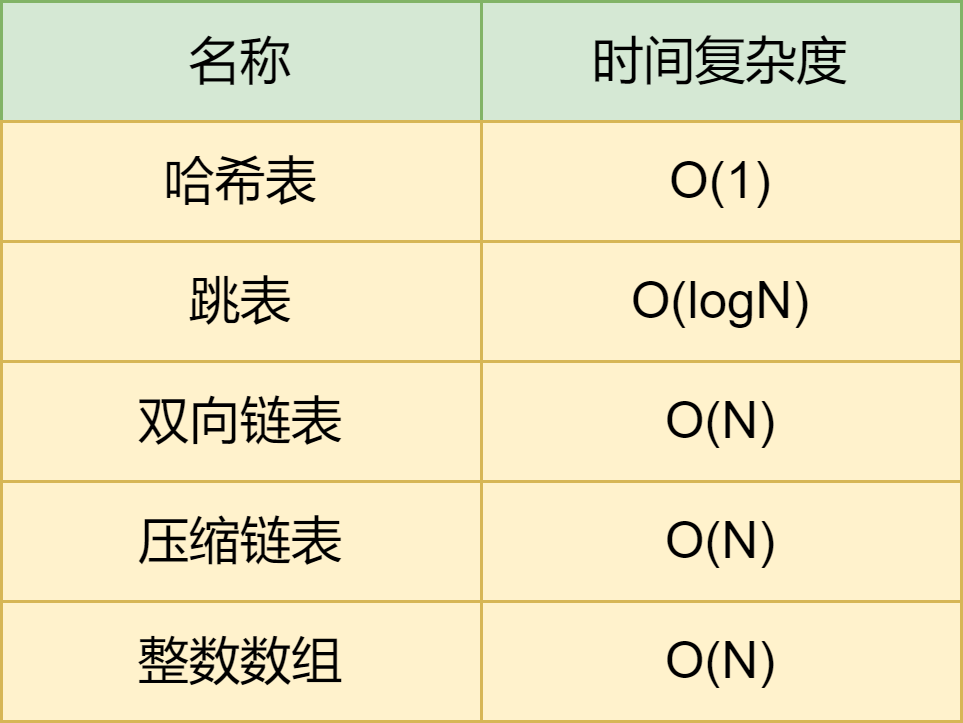 名称 时间复杂度
哈希表 O(1)
跳表 O(logN)
双向链表 O(N)
压缩链表 O(N)
整数数组 O(N)